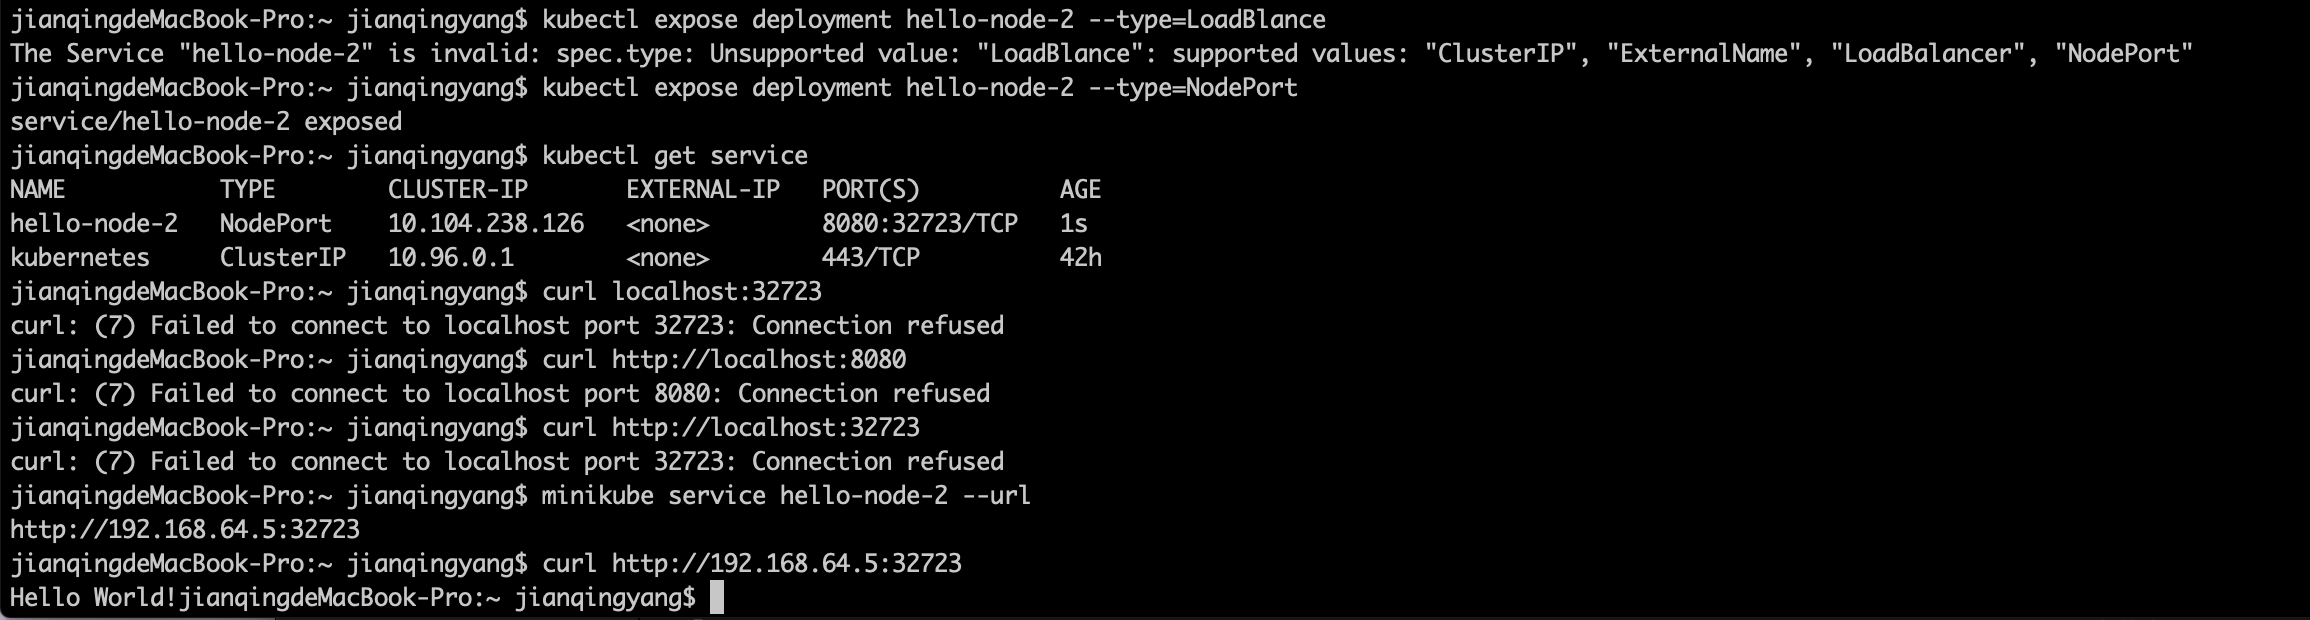 jianqingdeMacBook-Pro:~ jianqingyang$ kubectl expose deployment hello-node-2 --type=LoadBlance
The Service "hello-node-2" is invalid: spec.type: Unsupported value: "LoadBlance": supported values: "ClusterIP", "ExternalName", "LoadBalancer", "NodePort"
jianqingdeMacBook-Pro:~ jianqingyang$ kubectl expose deployment hello-node-2 --type=NodePort
service/hello-node-2 exposed
jianqingdeMacBook-Pro:~ jianqingyang$ kubectl get service
NAME           TYPE        CLUSTER-IP       EXTERNAL-IP   PORT(S)          AGE
hello-node-2   NodePort    10.104.238.126   <none>        8080:32723/TCP   1s
kubernetes     ClusterIP   10.96.0.1        <none>        443/TCP          42h
jianqingdeMacBook-Pro:~ jianqingyang$ curl localhost:32723
curl: (7) Failed to connect to localhost port 32723: Connection refused
jianqingdeMacBook-Pro:~ jianqingyang$ curl http://localhost:8080
curl: (7) Failed to connect to localhost port 8080: Connection refused
jianqingdeMacBook-Pro:~ jianqingyang$ curl http://localhost:32723
curl: (7) Failed to connect to localhost port 32723: Connection refused
jianqingdeMacBook-Pro:~ jianqingyang$ minikube service hello-node-2 --url
http://192.168.64.5:32723
jianqingdeMacBook-Pro:~ jianqingyang$ curl http://192.168.64.5:32723
Hello World!jianqingdeMacBook-Pro:~ jianqingyang$